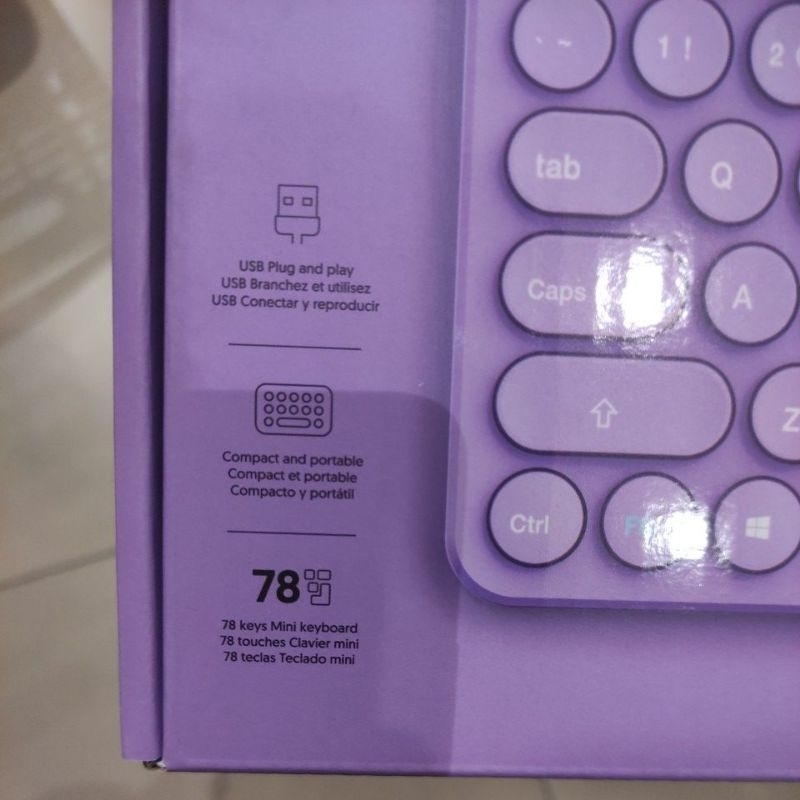 ` ~
1 !
2
tab
Q
Caps
A
Z
Ctrl
USB Plug and play
USB Branchez et utilisez
USB Conectar y reproducir
Compact and portable
Compact et portable
Compacto y portátil
78
78 keys Mini keyboard
78 touches Clavier mini
78 teclas Teclado mini